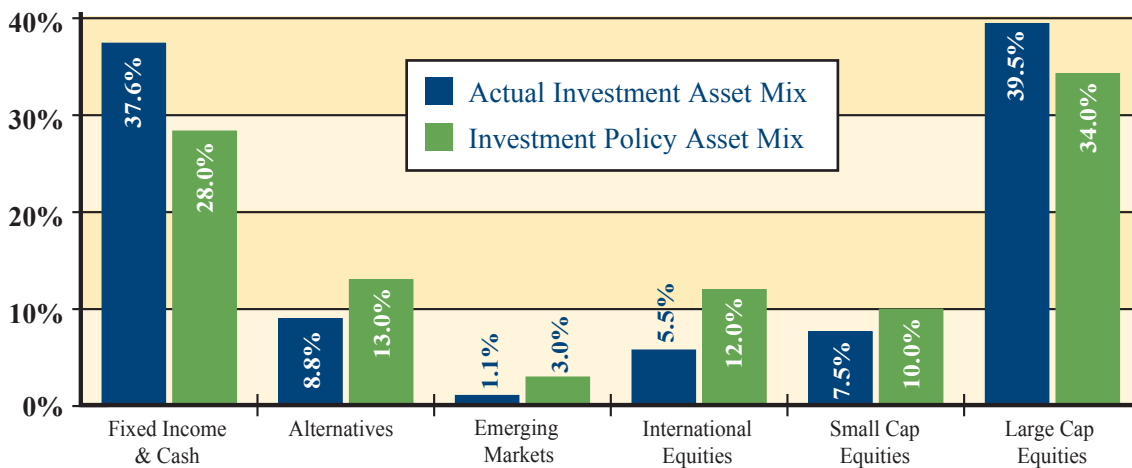 40%
30%
20%
10%
0%
Actual Investment Asset Mix
Investment Policy Asset Mix
37.6%
28.0%
8.8%
13.0%
1.1%
3.0%
5.5%
12.0%
7.5%
10.0%
39.5%
34.0%
Fixed Income
& Cash
Alternatives
Emerging
Markets
International
Equities
Small Cap
Equities
Large Cap
Equities